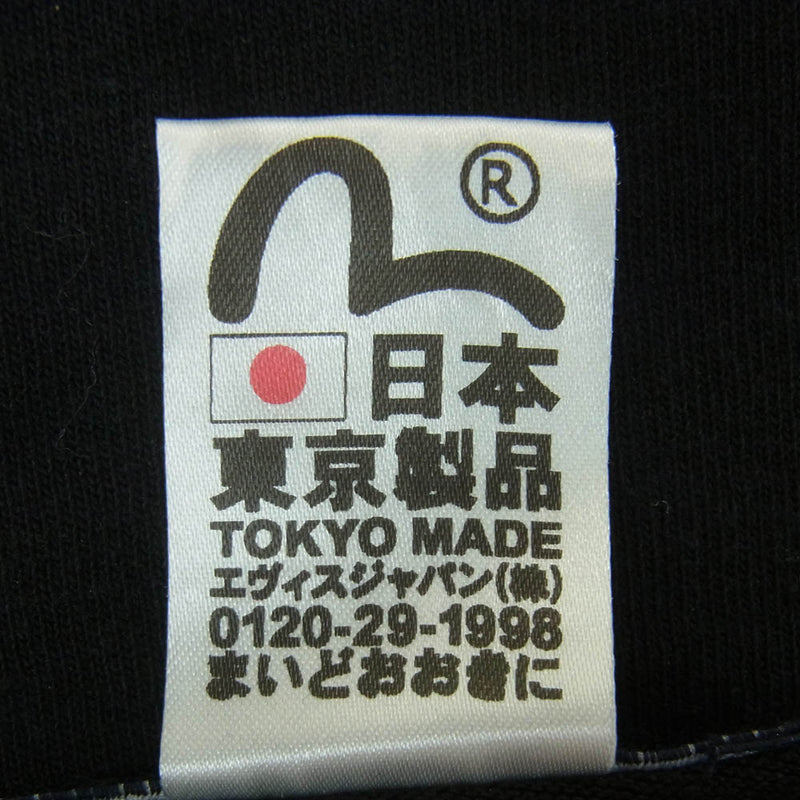 ®
日本
東京製品
TOKYO MADE
エヴィスジャパン(株)
0120-29-1998
まいどおおきに